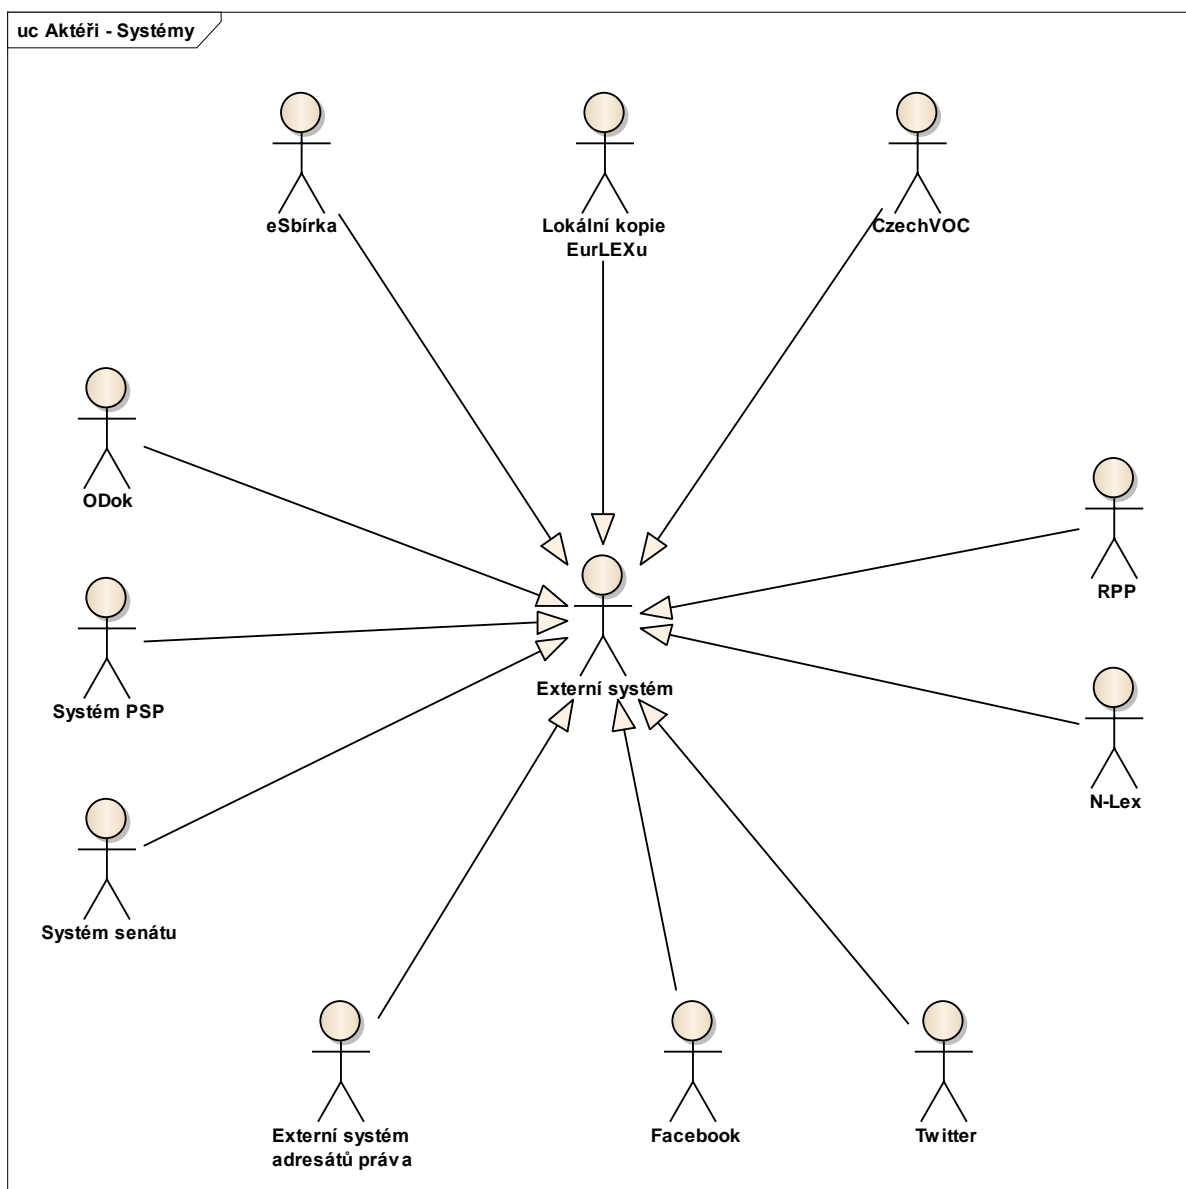 uc Aktéři - Systémy
eSbírka
Lokální kopie
EurLEXu
CzechVOC
ODok
RPP
Systém PSP
Externí systém
N-Lex
Systém senátu
Externí systém
adresátů práva
Facebook
Twitter